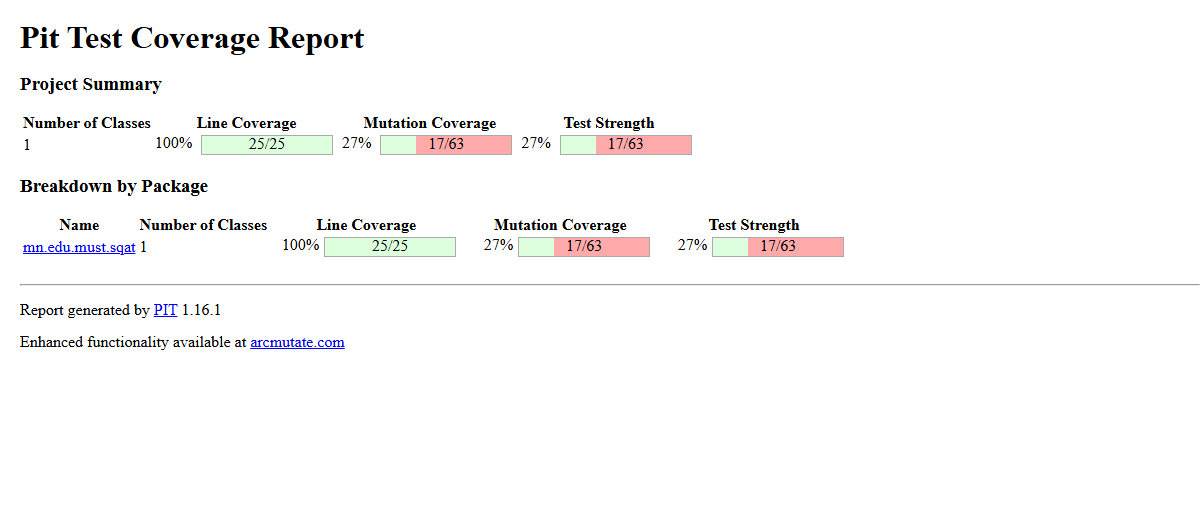 Pit Test Coverage Report
Project Summary
Number of Classes Line Coverage Mutation Coverage Test Strength
1 100% 25/25 27% 17/63 27% 17/63
Breakdown by Package
Name Number of Classes Line Coverage Mutation Coverage Test Strength
mn.edu.must.sqat 1 100% 25/25 27% 17/63 27% 17/63
Report generated by PIT 1.16.1
Enhanced functionality available at arcmutate.com